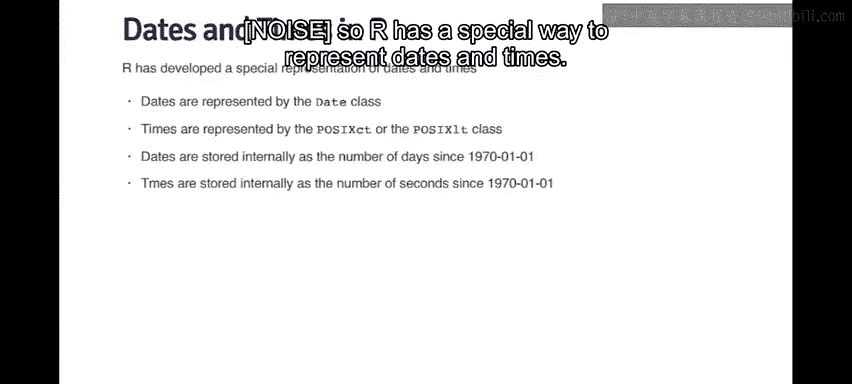 Dates and
[NOISE] so R has a special way to
represent dates and times.
R has developed a special representation of dates and times
· Dates are represented by the Date class
· Times are represented by the POSIXct or the POSIXlt class
· Dates are stored internally as the number of days since 1970-01-01
· Tmes are stored internally as the number of seconds since 1970-01-01